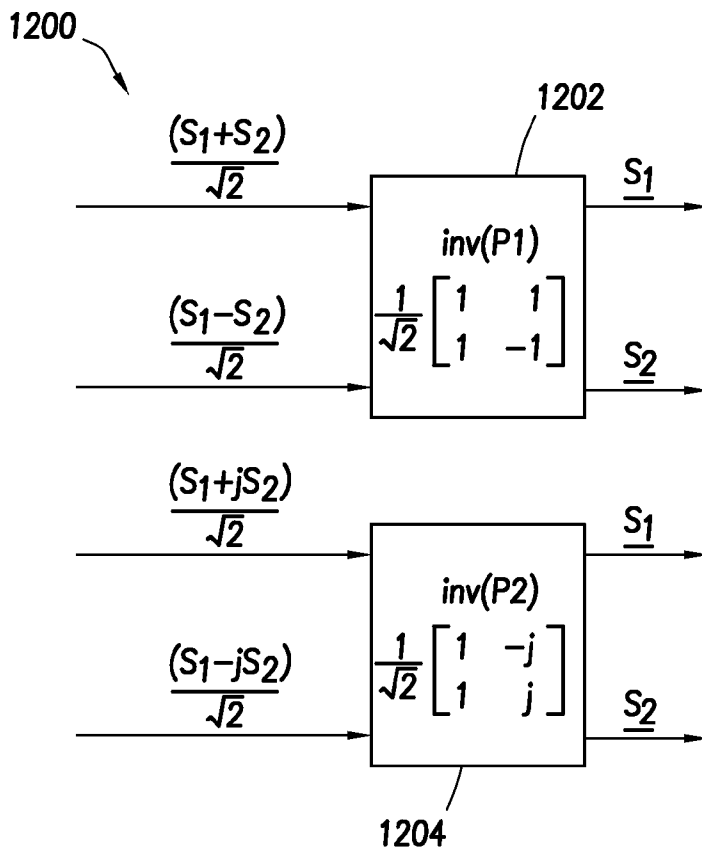 1200
1202
(S1+S2)
√2
S1
inv(P1)
1/√2 [1 1
1 -1]
(S1-S2)
√2
S2
(S1+jS2)
√2
S1
inv(P2)
1/√2 [1 -j
1 j]
(S1-jS2)
√2
S2
1204